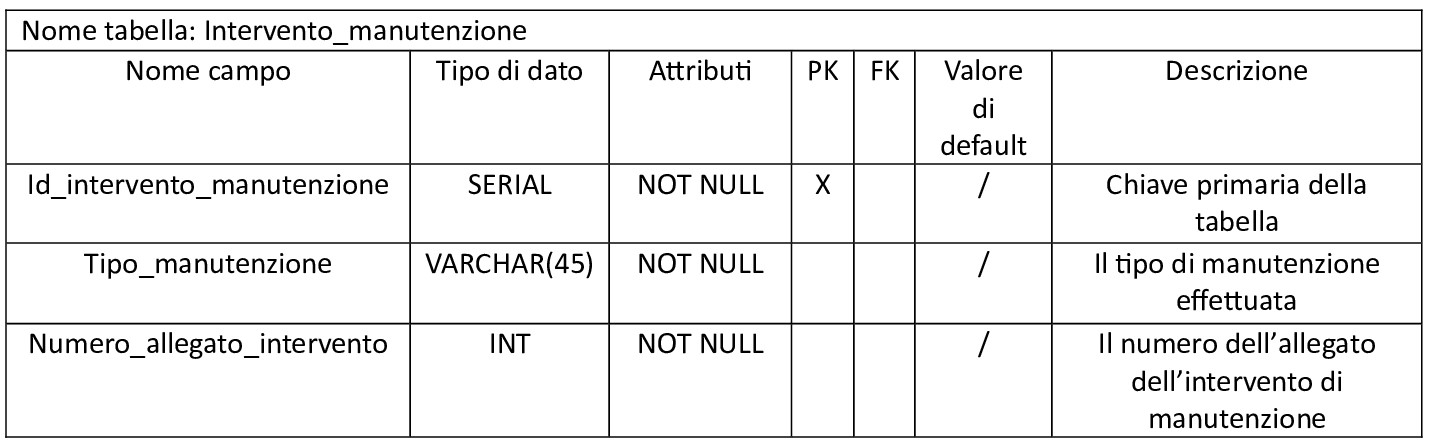 Nome tabella: Intervento_manutenzione
Nome campo Tipo di dato Attributi PK FK Valore di default Descrizione
Id_intervento_manutenzione SERIAL NOT NULL X / Chiave primaria della tabella
Tipo_manutenzione VARCHAR(45) NOT NULL / Il tipo di manutenzione effettuata
Numero_allegato_intervento INT NOT NULL / Il numero dell’allegato dell’intervento di manutenzione